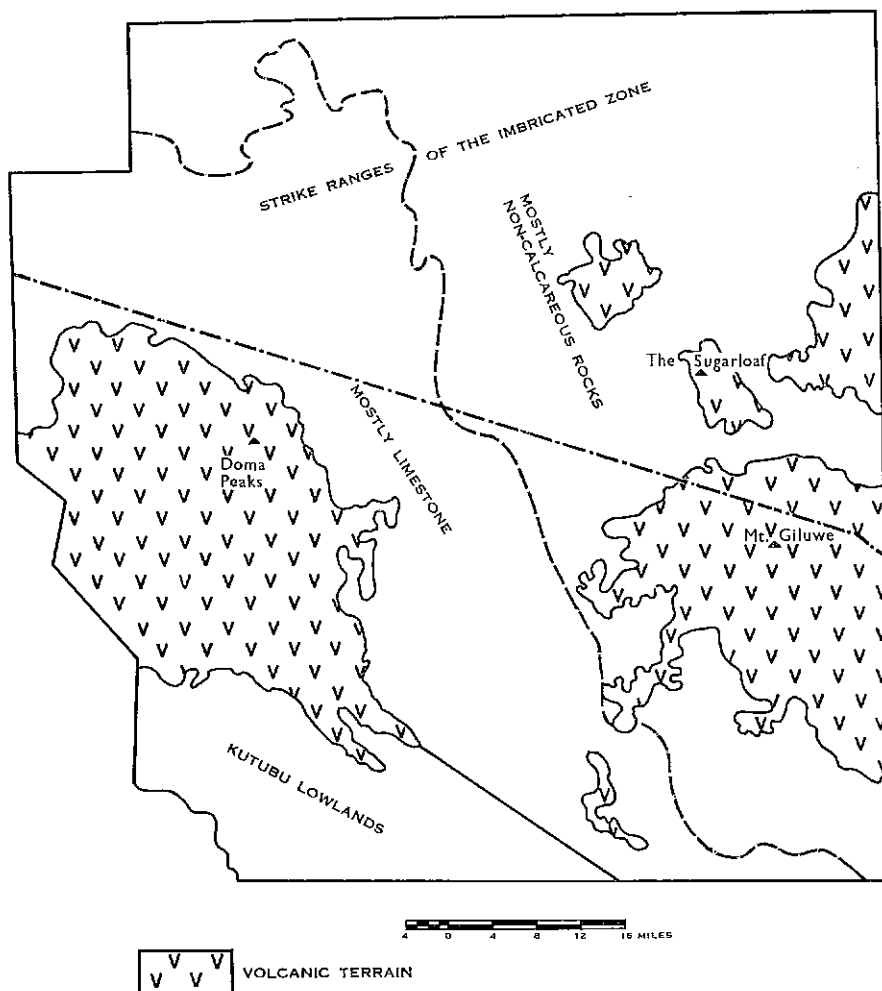 STRIKE RANGES OF THE IMBRICATED ZONE
MOSTLY
NON-CALCAREOUS ROCKS
The Sugarloaf
MOSTLY LIMESTONE
Doma
Peaks
Mt. Giluwe
KUTUBU LOWLANDS
4 0 4 8 12 16 MILES
V V V V V VOLCANIC TERRAIN